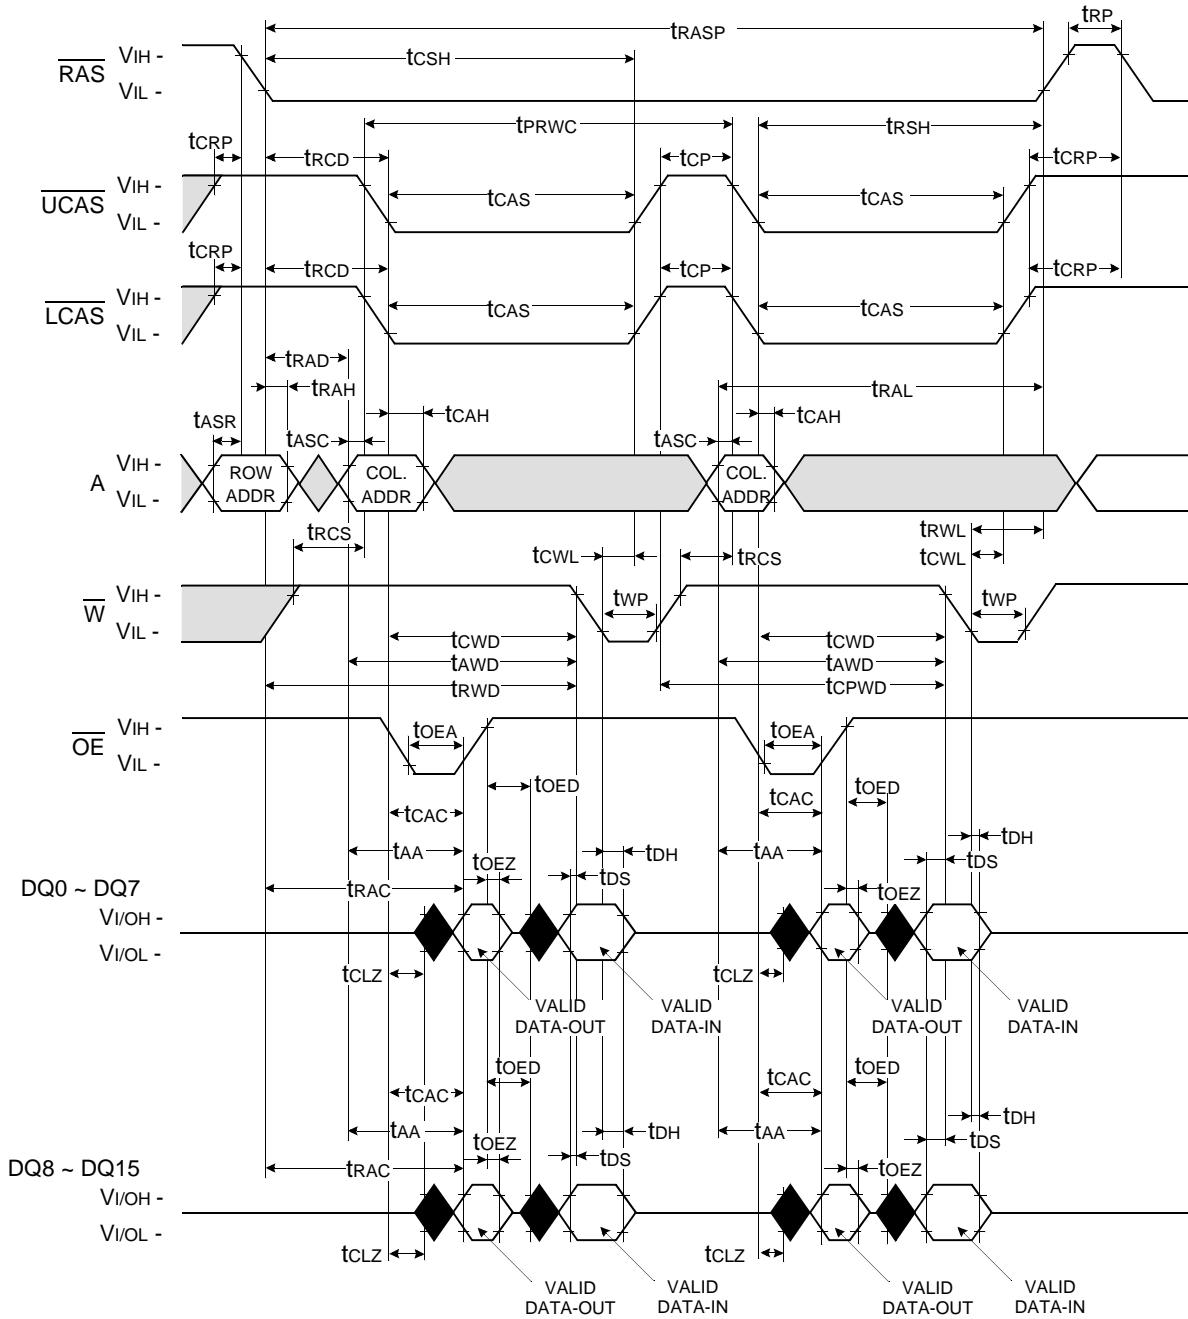 tRP
tRASP
tCSH
RAS
VIH -
VIL -
tPRWC
tRSH
tCRP
tRCD
tCP
tCRP
UCAS
VIH -
VIL -
tCAS
tCAS
tCRP
tRCD
tCP
tCRP
LCAS
VIH -
VIL -
tCAS
tCAS
tRAD
tRAH
tRAL
tASR
tCAH
tCAH
tASC
tASC
A
VIH -
VIL -
ROW
ADDR
COL.
ADDR
COL.
ADDR
tRCS
tRWL
tCWL
tRCS
tCWL
W
VIH -
VIL -
tWP
tWP
tCWD
tCWD
tAWD
tAWD
tRWD
tCPWD
OE
VIH -
VIL -
tOEA
tOEA
tOED
tOED
tCAC
tCAC
tDH
tAA
tOEZ
tDH
tAA
tDS
tDS
tRAC
tOEZ
DQ0 ~ DQ7
VI/OH -
VI/OL -
tCLZ
tCLZ
VALID
DATA-OUT
VALID
DATA-IN
VALID
DATA-OUT
VALID
DATA-IN
tOED
tOED
tCAC
tCAC
tDH
tAA
tOEZ
tDH
tAA
tDS
tDS
tRAC
tOEZ
DQ8 ~ DQ15
VI/OH -
VI/OL -
tCLZ
tCLZ
VALID
DATA-OUT
VALID
DATA-IN
VALID
DATA-OUT
VALID
DATA-IN